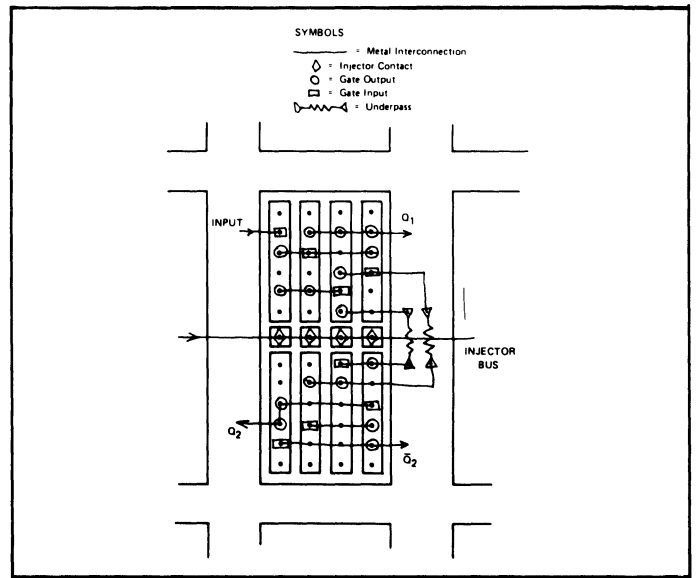 SYMBOLS
= Metal Interconnection
= Injector Contact
= Gate Output
= Gate Input
= Underpass
INPUT
Q1
INJECTOR
BUS
Q2
Q̄2